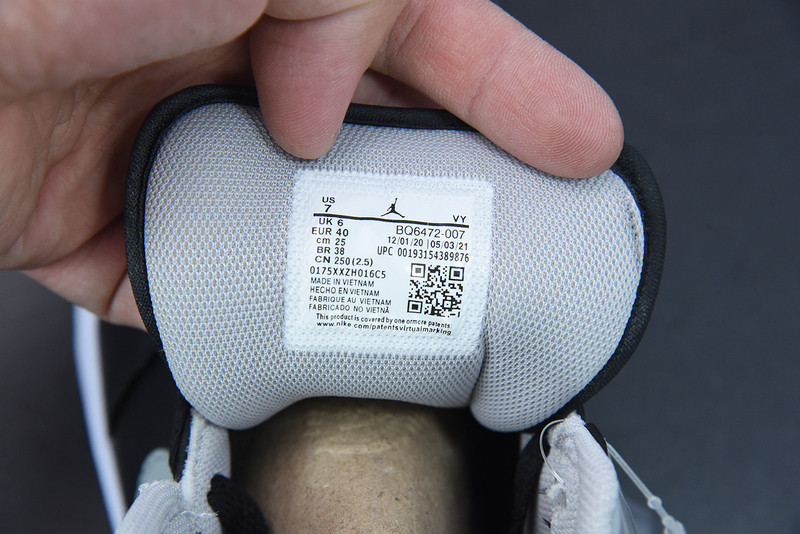 US
7
VY
UK 6
BQ6472-007
EUR 40
12/01/20 | 05/03/21
cm 25
UPC 00193154389876
BR 38
CN 250 (2.5)
0175XXZH016C5
MADE IN VIETNAM
HECHO EN VIETNAM
FABRIQUE AU VIETNAM
FABRICADO NO VIETNÃ
This product is covered by one ormore patents.
www.nike.com/patentsvirtualmarking